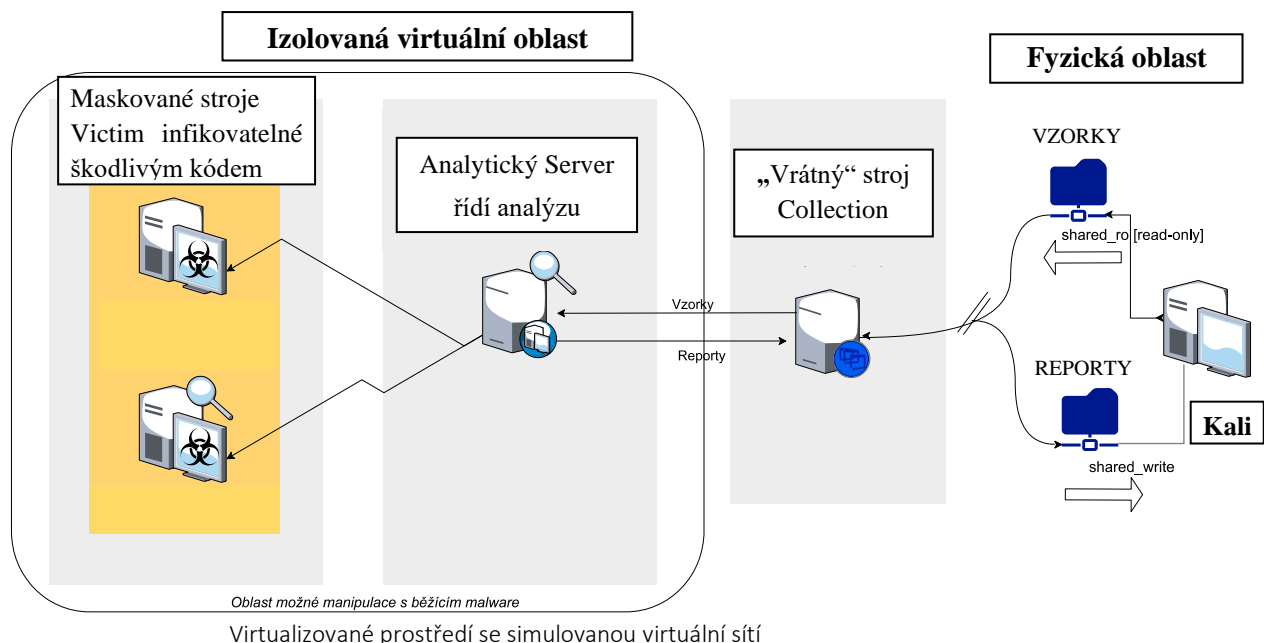 Izolovaná virtuální oblast
Fyzická oblast
Maskované stroje
Victim infikovatelné
škodlivým kódem
Analytický Server
řídí analýzu
„Vrátný“ stroj
Collection
VZORKY
shared_ro [read-only]
Vzorky
Reporty
REPORTY
Kali
shared_write
Oblast možné manipulace s běžícím malware
Virtualizované prostředí se simulovanou virtuální sítí